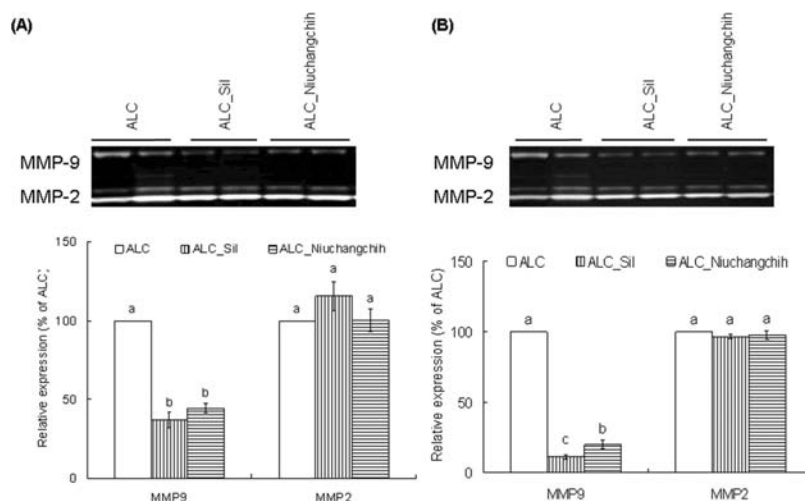 (A)
ALC
ALC_Sil
ALC_Niuchangchih
MMP-9
MMP-2
Relative expression (% of ALC;
150
100
50
0
ALC
ALC_Sil
ALC_Niuchangchih
a
b
b
a
a
a
MMP9
MMP2
(B)
ALC
ALC_Sil
ALC_Niuchangchih
MMP-9
MMP-2
Relative expression (% of ALC)
150
100
50
0
ALC
ALC_Sil
ALC_Niuchangchih
a
c
b
a
a
a
MMP9
MMP2